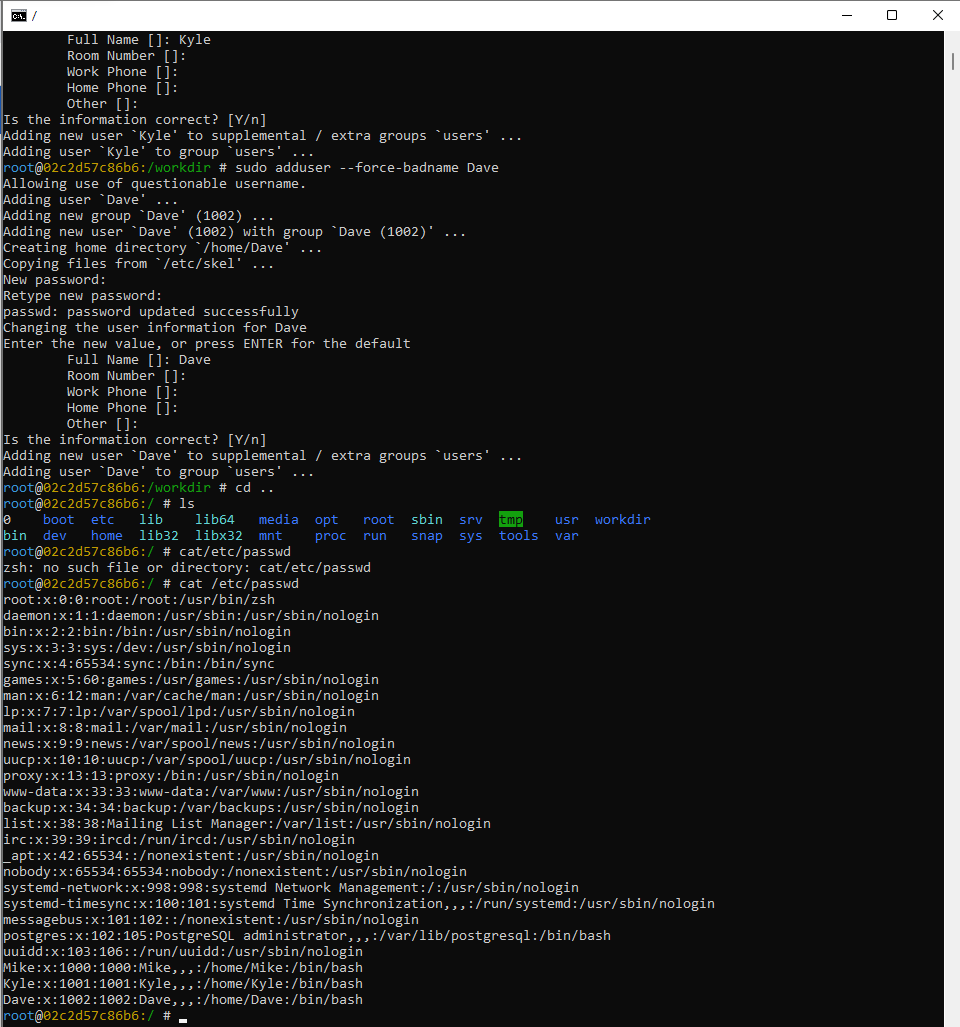 /
        Full Name []: Kyle
        Room Number []:
        Work Phone []:
        Home Phone []:
        Other []:
Is the information correct? [Y/n]
Adding new user `Kyle' to supplemental / extra groups `users' ...
Adding user `Kyle' to group `users' ...
root@02c2d57c86b6:/workdir # sudo adduser --force-badname Dave
Allowing use of questionable username.
Adding user `Dave' ...
Adding new group `Dave' (1002) ...
Adding new user `Dave' (1002) with group `Dave (1002)' ...
Creating home directory `/home/Dave' ...
Copying files from `/etc/skel' ...
New password:
Retype new password:
passwd: password updated successfully
Changing the user information for Dave
Enter the new value, or press ENTER for the default
        Full Name []: Dave
        Room Number []:
        Work Phone []:
        Home Phone []:
        Other []:
Is the information correct? [Y/n]
Adding new user `Dave' to supplemental / extra groups `users' ...
Adding user `Dave' to group `users' ...
root@02c2d57c86b6:/workdir # cd ..
root@02c2d57c86b6:/ # ls
0    boot  etc   lib    lib64   media  opt   root  sbin  srv  tmp    usr  workdir
bin  dev   home  lib32  libx32  mnt    proc  run   snap  sys  tools  var
root@02c2d57c86b6:/ # cat/etc/passwd
zsh: no such file or directory: cat/etc/passwd
root@02c2d57c86b6:/ # cat /etc/passwd
root:x:0:0:root:/root:/usr/bin/zsh
daemon:x:1:1:daemon:/usr/sbin:/usr/sbin/nologin
bin:x:2:2:bin:/bin:/usr/sbin/nologin
sys:x:3:3:sys:/dev:/usr/sbin/nologin
sync:x:4:65534:sync:/bin:/bin/sync
games:x:5:60:games:/usr/games:/usr/sbin/nologin
man:x:6:12:man:/var/cache/man:/usr/sbin/nologin
lp:x:7:7:lp:/var/spool/lpd:/usr/sbin/nologin
mail:x:8:8:mail:/var/mail:/usr/sbin/nologin
news:x:9:9:news:/var/spool/news:/usr/sbin/nologin
uucp:x:10:10:uucp:/var/spool/uucp:/usr/sbin/nologin
proxy:x:13:13:proxy:/bin:/usr/sbin/nologin
www-data:x:33:33:www-data:/var/www:/usr/sbin/nologin
backup:x:34:34:backup:/var/backups:/usr/sbin/nologin
list:x:38:38:Mailing List Manager:/var/list:/usr/sbin/nologin
irc:x:39:39:ircd:/run/ircd:/usr/sbin/nologin
_apt:x:42:65534::/nonexistent:/usr/sbin/nologin
nobody:x:65534:65534:nobody:/nonexistent:/usr/sbin/nologin
systemd-network:x:998:998:systemd Network Management:/:/usr/sbin/nologin
systemd-timesync:x:100:101:systemd Time Synchronization,,,:/run/systemd:/usr/sbin/nologin
messagebus:x:101:102::/nonexistent:/usr/sbin/nologin
postgres:x:102:105:PostgreSQL administrator,,,:/var/lib/postgresql:/bin/bash
uuidd:x:103:106::/run/uuidd:/usr/sbin/nologin
Mike:x:1000:1000:Mike,,,:/home/Mike:/bin/bash
Kyle:x:1001:1001:Kyle,,,:/home/Kyle:/bin/bash
Dave:x:1002:1002:Dave,,,:/home/Dave:/bin/bash
root@02c2d57c86b6:/ #